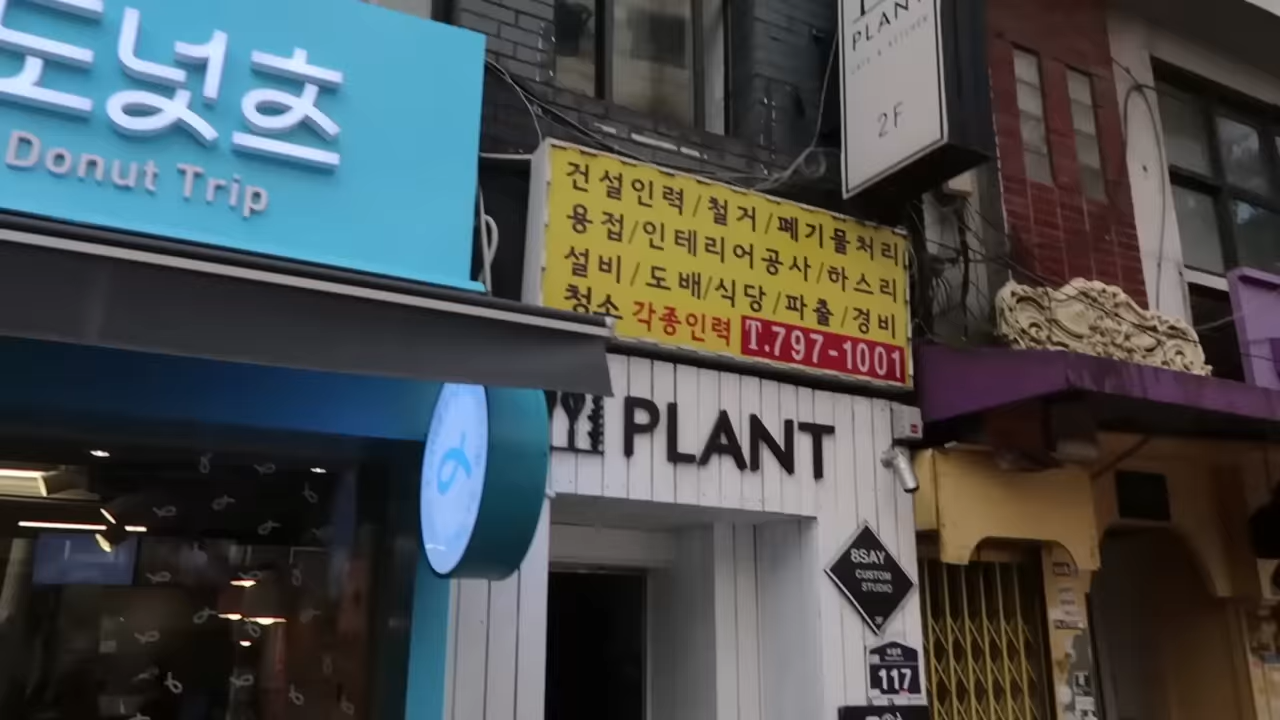 도넛츠
Donut Trip
PLANT
2F
건설인력/철거/폐기물처리
용접/인테리어공사/하스리
설비/도배/식당/파출/경비
청소 각종인력 T.797-1001
PLANT
8SAY
CUSTOM
STUDIO
2F
117